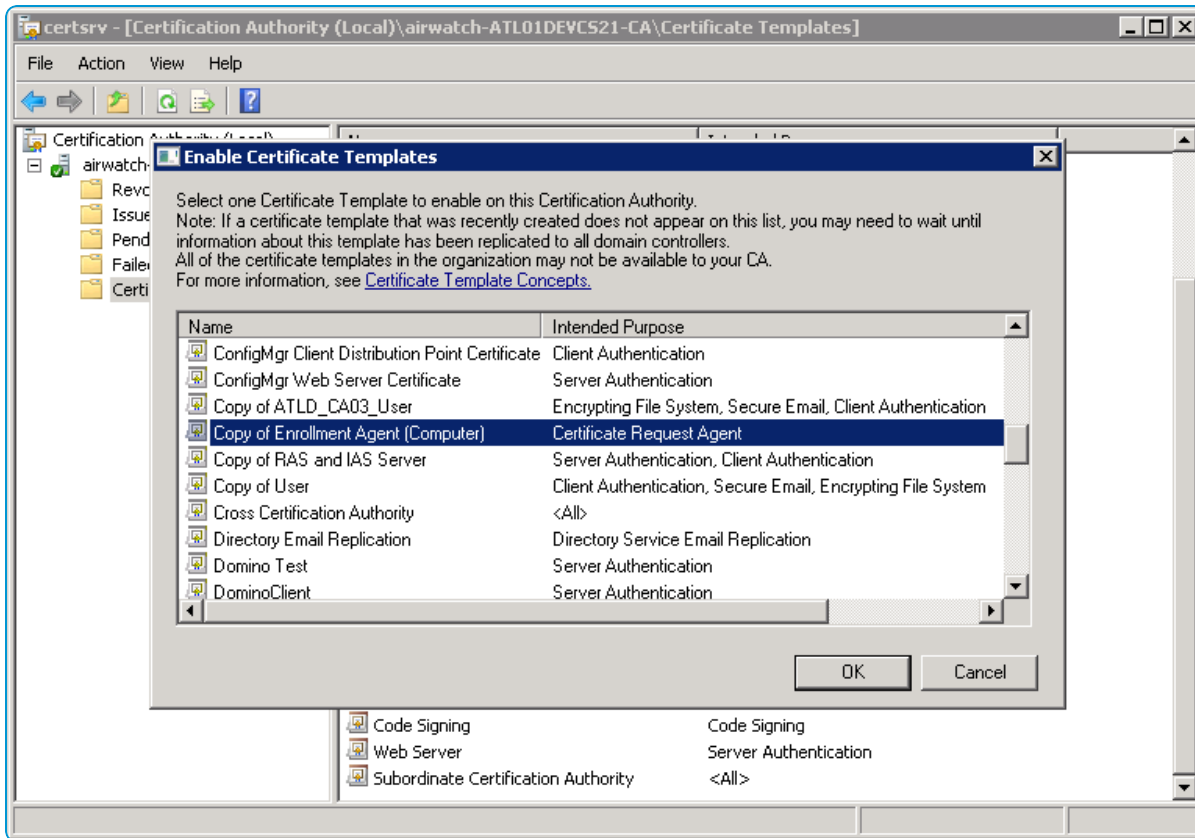 certsrv - [Certification Authority (Local)\airwatch-ATL01DEVCS21-CA\Certificate Templates]
File Action View Help
Certification
airwatch-
Revo
Issue
Pend
Failed
Certi
Enable Certificate Templates
Select one Certificate Template to enable on this Certification Authority.
Note: If a certificate template that was recently created does not appear on this list, you may need to wait until
information about this template has been replicated to all domain controllers.
All of the certificate templates in the organization may not be available to your CA.
For more information, see Certificate Template Concepts.
Name Intended Purpose
ConfigMgr Client Distribution Point Certificate Client Authentication
ConfigMgr Web Server Certificate Server Authentication
Copy of ATLD_CA03_User Encrypting File System, Secure Email, Client Authentication
Copy of Enrollment Agent (Computer) Certificate Request Agent
Copy of RAS and IAS Server Server Authentication, Client Authentication
Copy of User Client Authentication, Secure Email, Encrypting File System
Cross Certification Authority <All>
Directory Email Replication Directory Service Email Replication
Domino Test Server Authentication
DominoClient Server Authentication
OK Cancel
Code Signing Code Signing
Web Server Server Authentication
Subordinate Certification Authority <All>